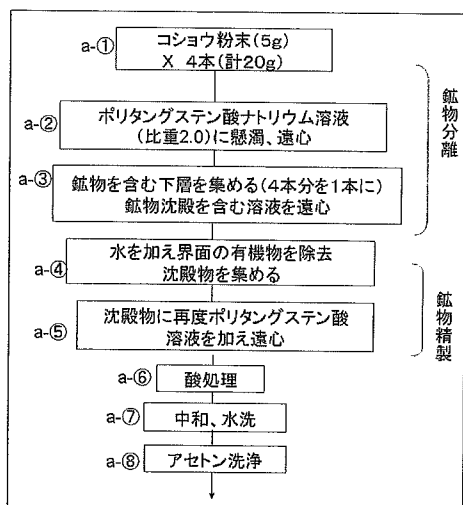 a-①
コショウ粉末(5g)
X 4本(計20g)
a-②
ポリタングステン酸ナトリウム溶液
(比重2.0)に懸濁、遠心
a-③
鉱物を含む下層を集める(4本分を1本に)
鉱物沈殿を含む溶液を遠心
鉱物分離
a-④
水を加え界面の有機物を除去
沈殿物を集める
a-⑤
沈殿物に再度ポリタングステン酸
溶液を加え遠心
鉱物精製
a-⑥
酸処理
a-⑦
中和、水洗
a-⑧
アセトン洗浄